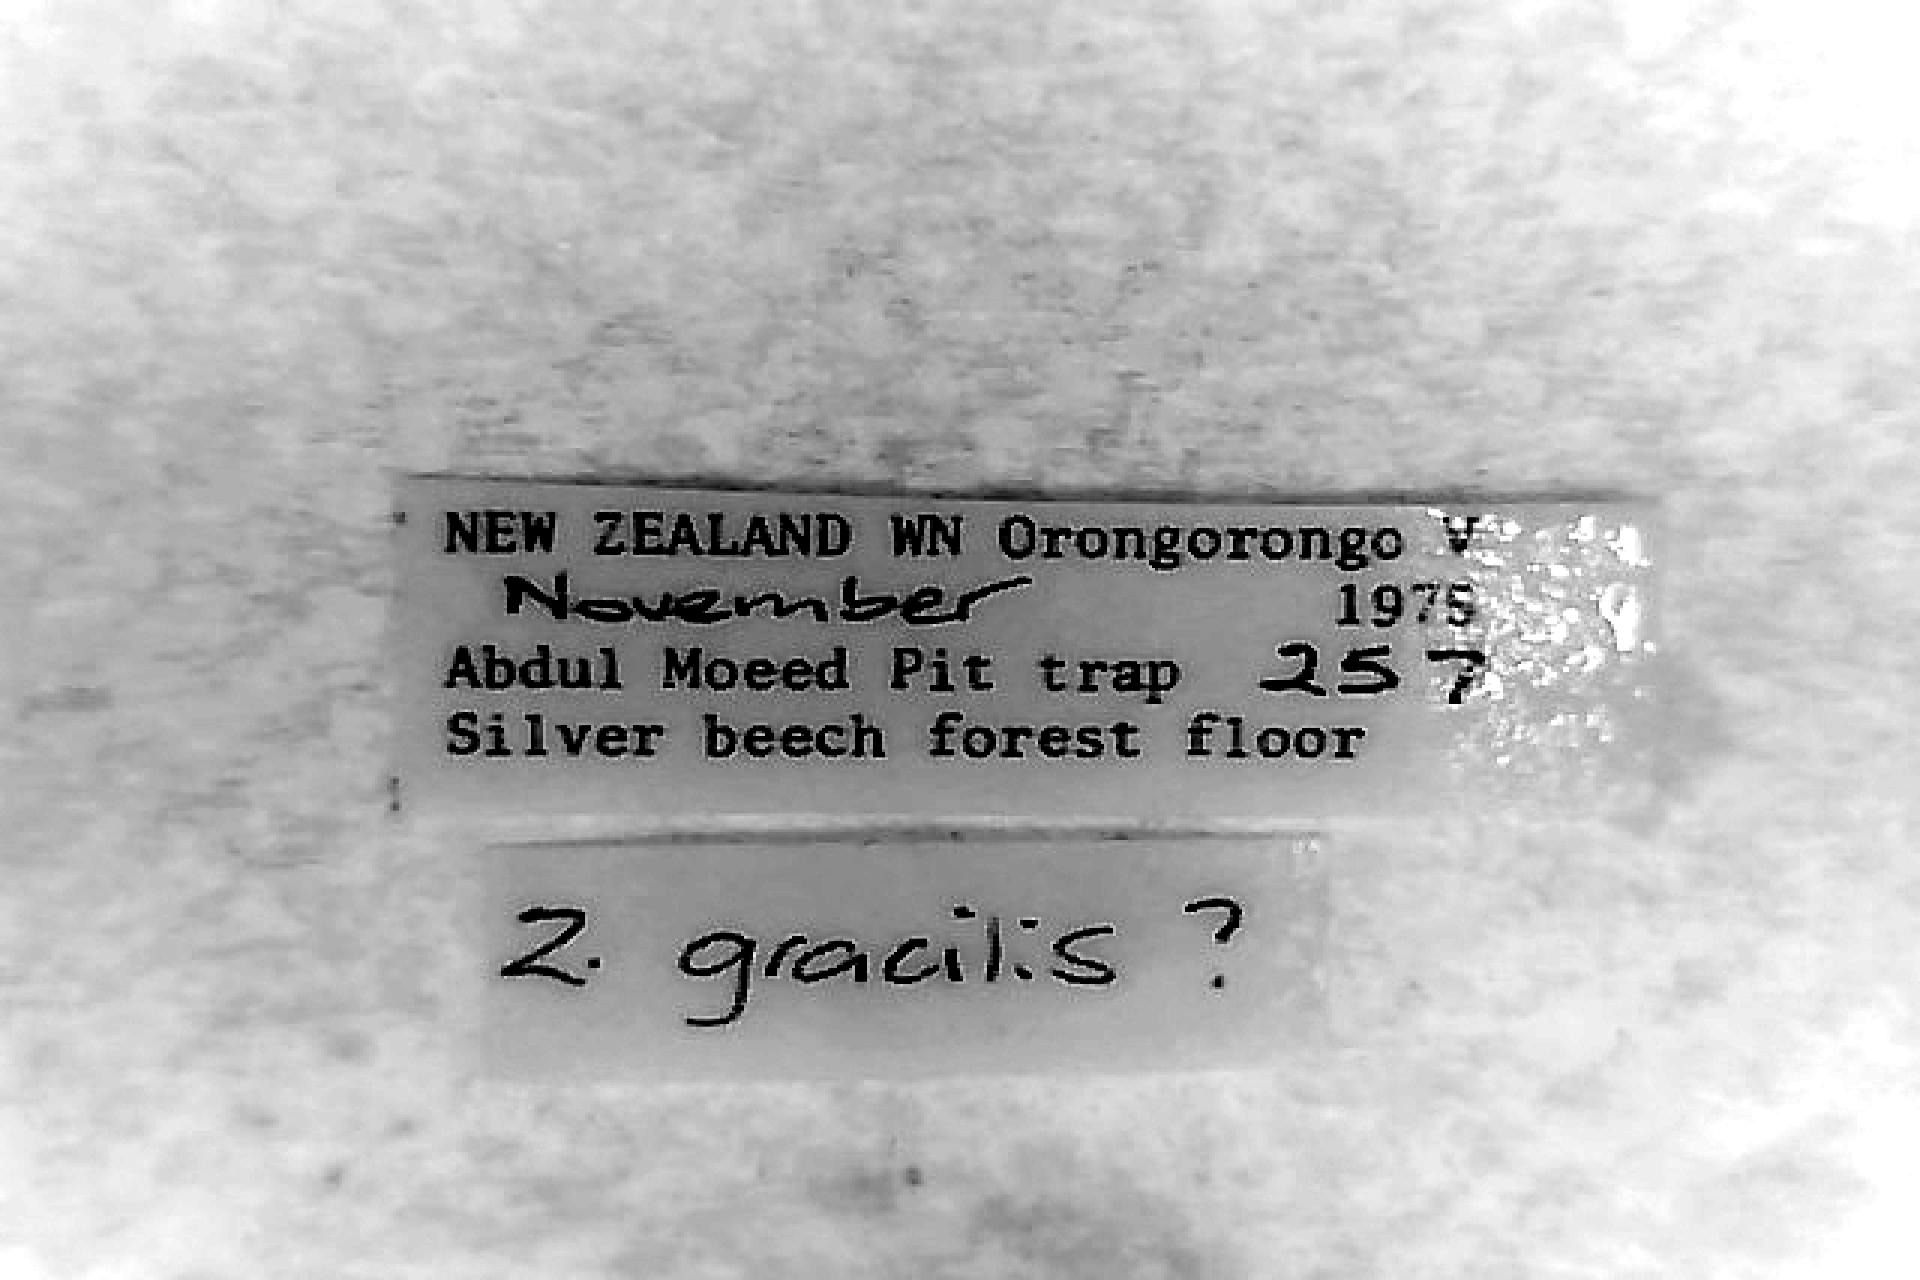 NEW ZEALAND WN Orongorongo V
November 1975
Abdul Moeed Pit trap 257
Silver beech forest floor
Z. gracilis ?